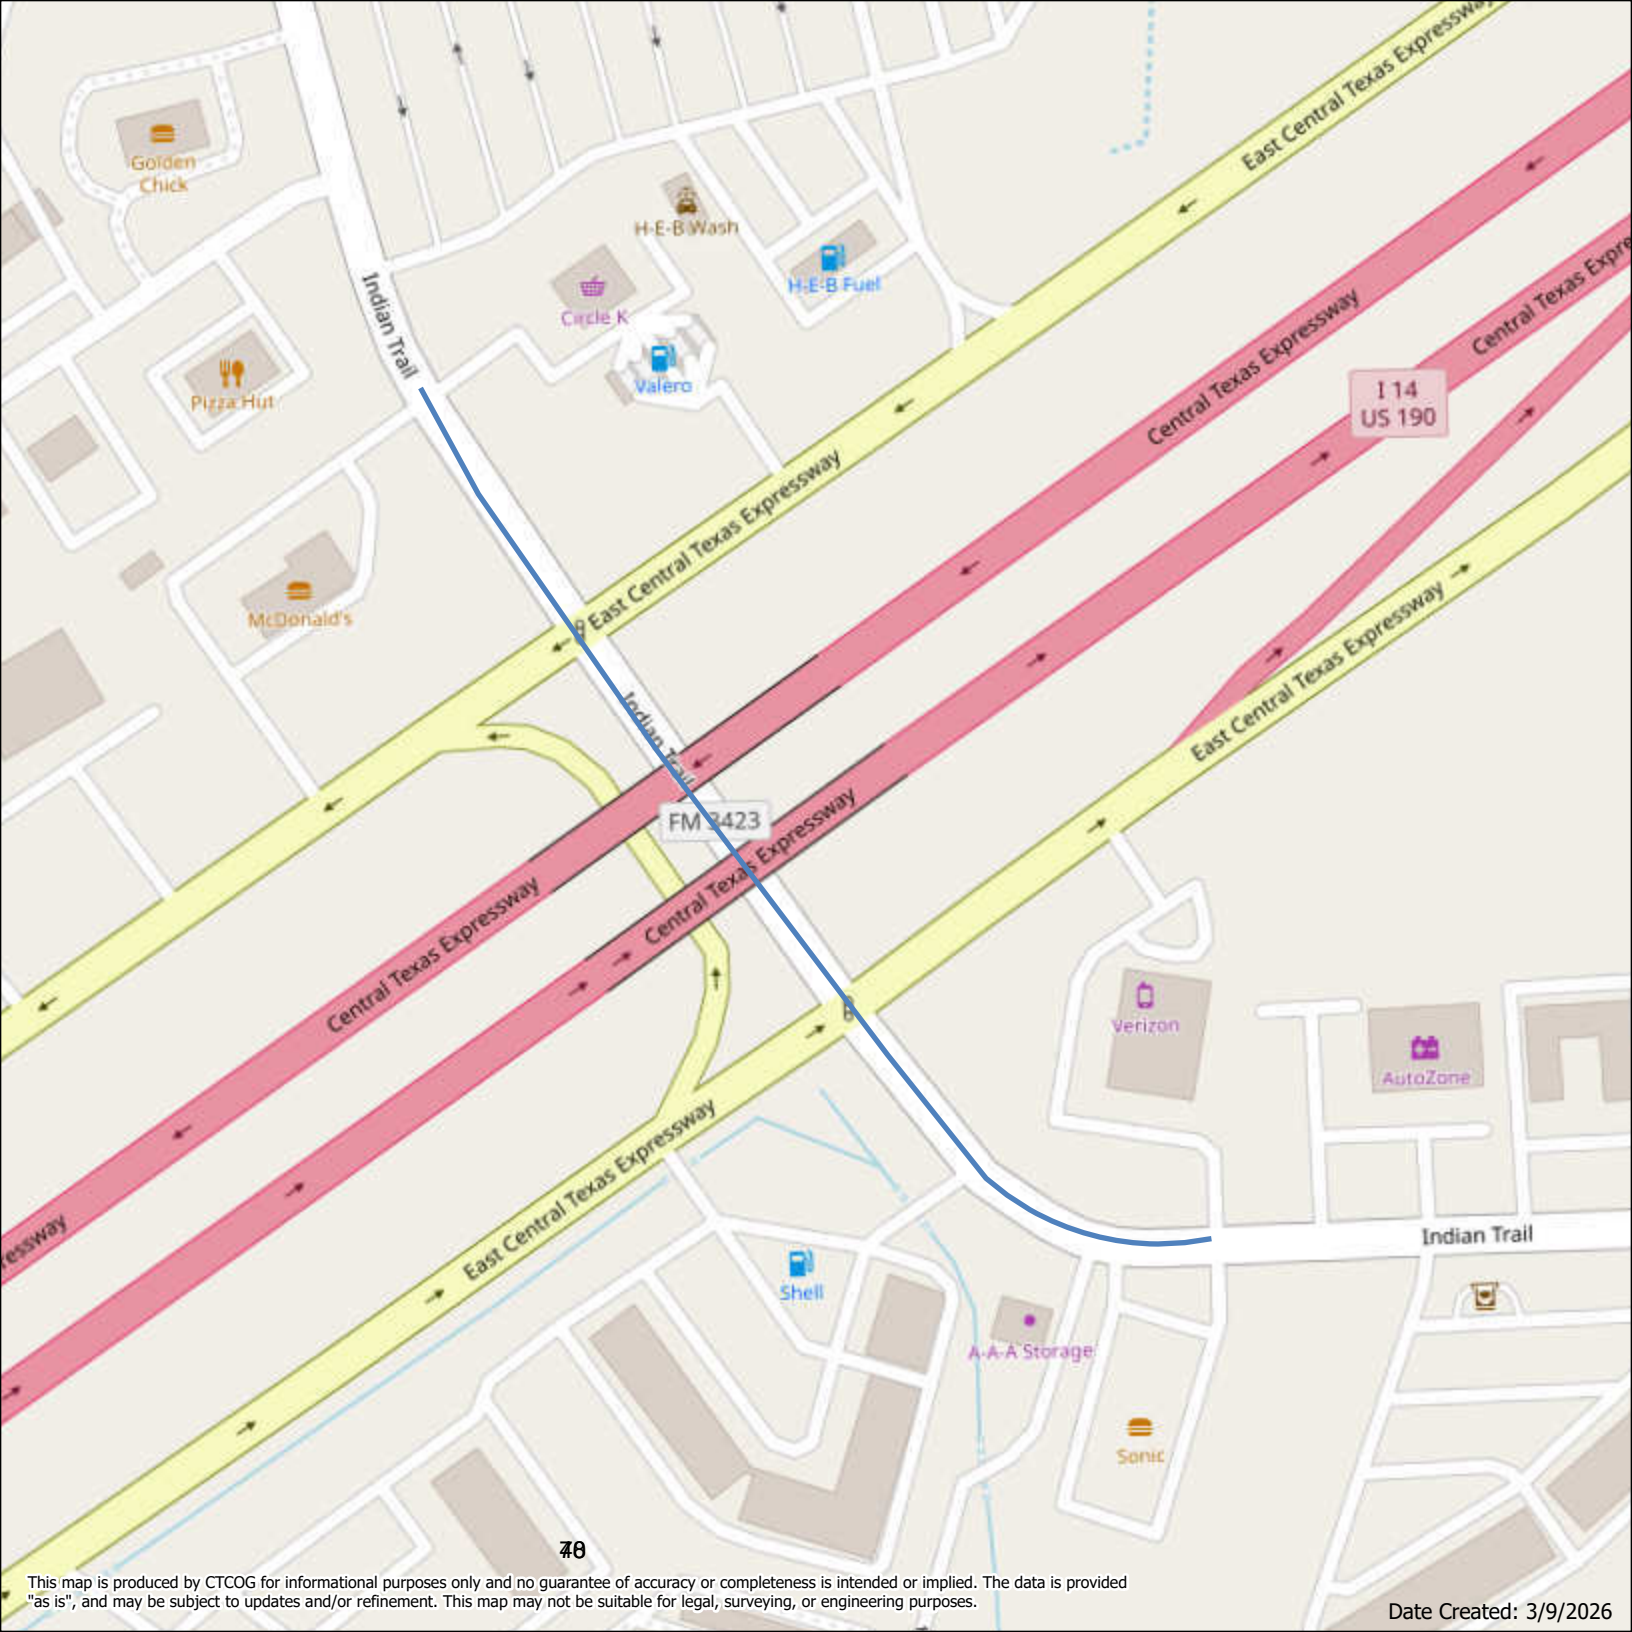 East Central Texas Expressway
Golden
Chick
H-E-B Wash
H-E-B Fuel
Circle K
Indian Trail
Valero
Pizza Hut
Central Texas Expressway
Central Texas Expre
I 14
US 190
East Central Texas Expressway
McDonald's
East Central Texas Expressway
Indian Trail
FM 3423
Central Texas Expressway
Central Texas Expressway
Verizon
AutoZone
East Central Texas Expressway
ressway
Indian Trail
Shell
A-A-A Storage
Sonic
This map is produced by CTCOG for informational purposes only and no guarantee of accuracy or completeness is intended or implied. The data is provided
"as is", and may be subject to updates and/or refinement. This map may not be suitable for legal, surveying, or engineering purposes.
Date Created: 3/9/2026